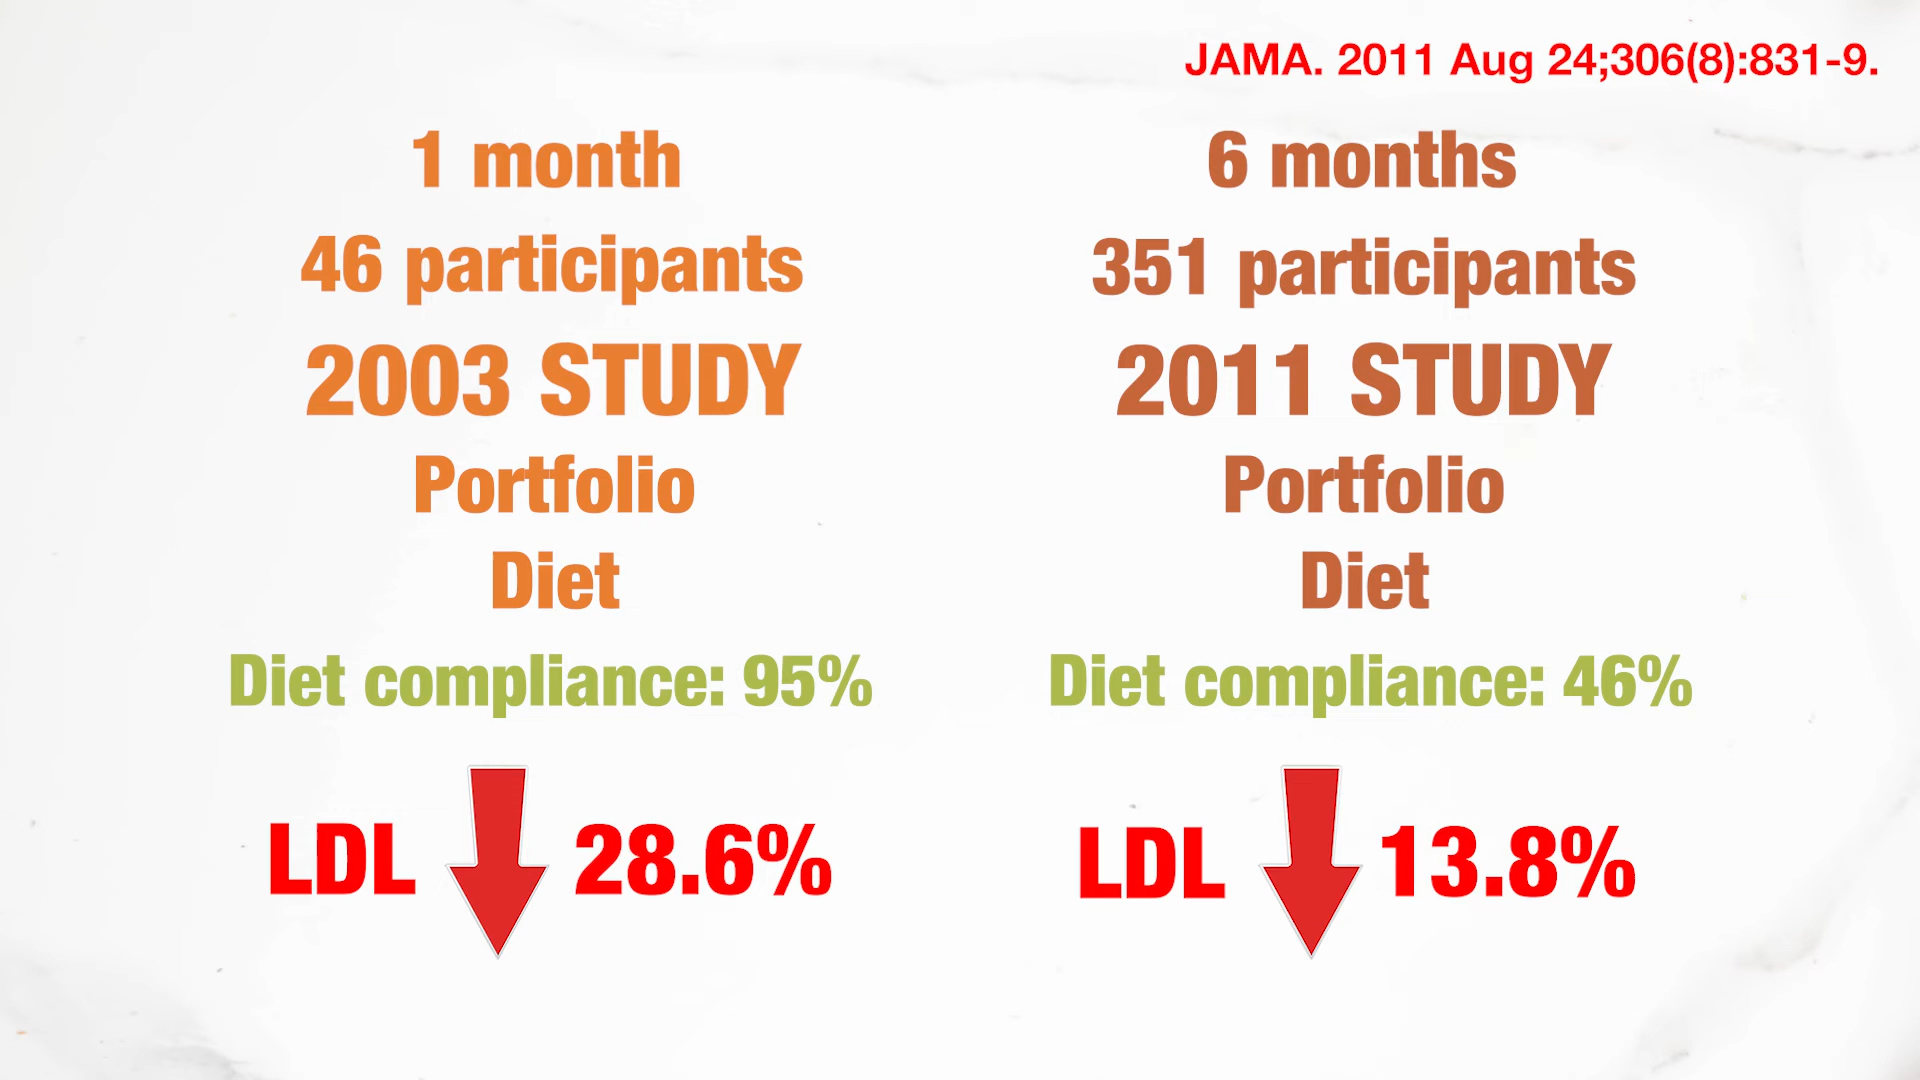 JAMA. 2011 Aug 24;306(8):831-9.
1 month
46 participants
2003 STUDY
Portfolio
Diet
Diet compliance: 95%
LDL 28.6%
6 months
351 participants
2011 STUDY
Portfolio
Diet
Diet compliance: 46%
LDL 13.8%